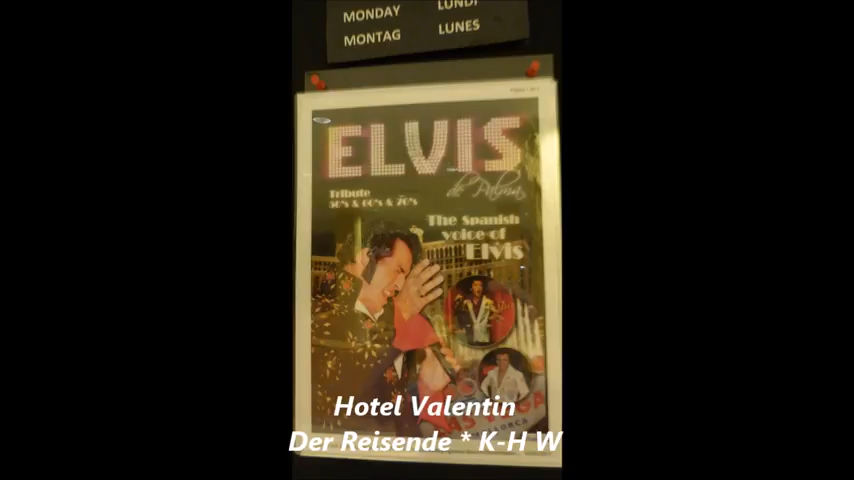 MONDAY
LUNDI
MONTAG
LUNES
ELVIS
de Palma
Tribute
50's & 60's & 70's
The Spanish
voice of
Elvis
Hotel Valentin
Der Reisende * K-H W